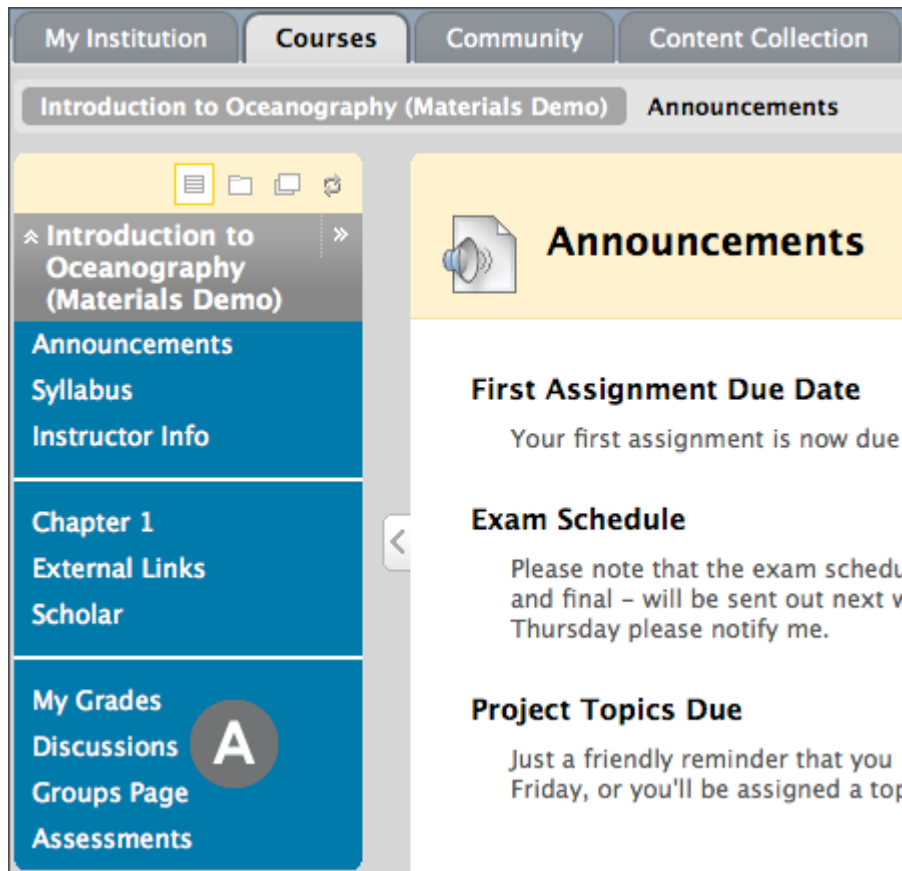 My Institution Courses Community Content Collection
Introduction to Oceanography (Materials Demo) Announcements
Introduction to
Oceanography
(Materials Demo)
Announcements
Syllabus
Instructor Info
Chapter 1
External Links
Scholar
My Grades
Discussions
Groups Page
Assessments
A
Announcements
First Assignment Due Date
Your first assignment is now due
Exam Schedule
Please note that the exam schedu
and final – will be sent out next w
Thursday please notify me.
Project Topics Due
Just a friendly reminder that you
Friday, or you'll be assigned a top